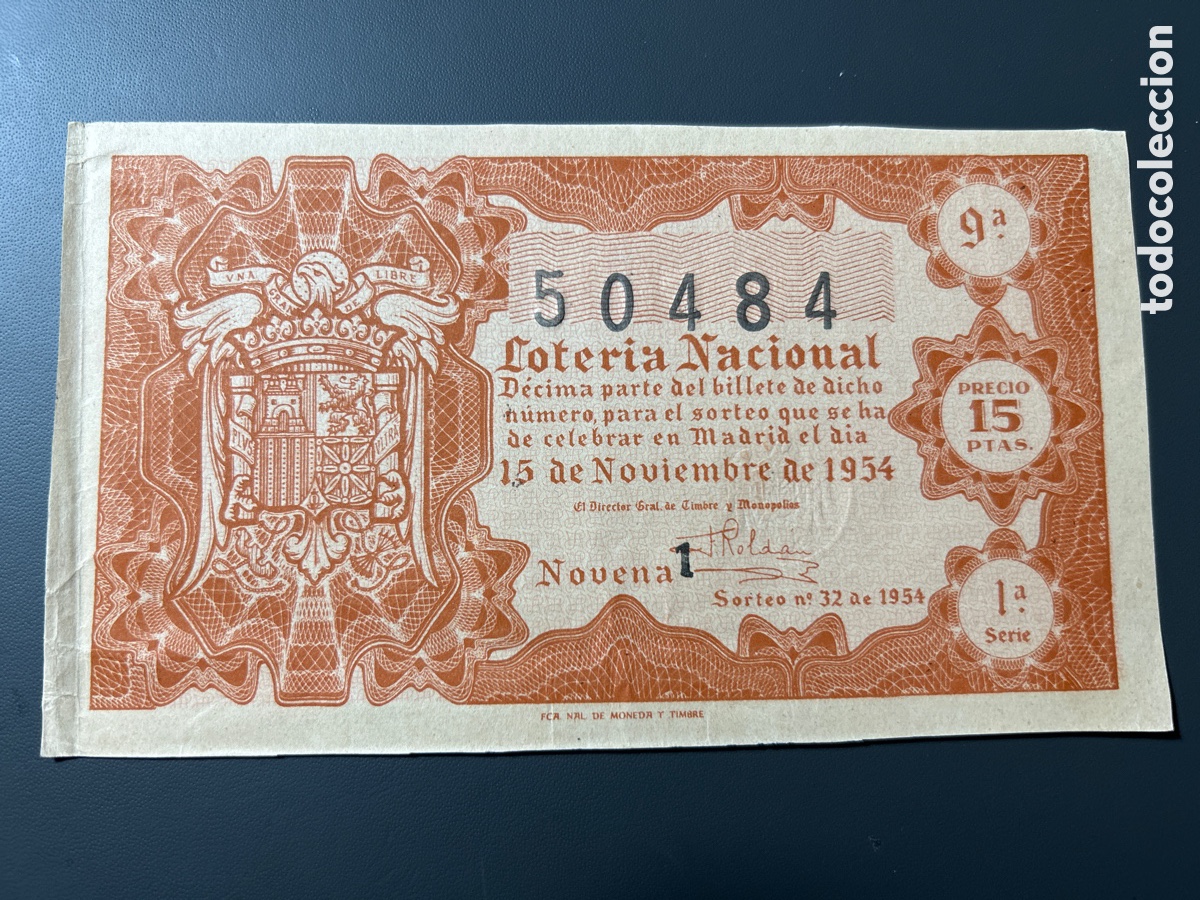 todocoleccion
VNA
LIBRE
9ª
50484
Loteria Nacional
Décima parte del billete de dicho
número, para el sorteo que se ha
de celebrar en Madrid el dia
15 de Noviembre de 1954
PRECIO
15
PTAS.
El Director Gral. de Timbre y Monopolios
J. Roldán
Novena 1
Sorteo nº 32 de 1954
1ª
Serie
FCA. NAL. DE MONEDA Y TIMBRE